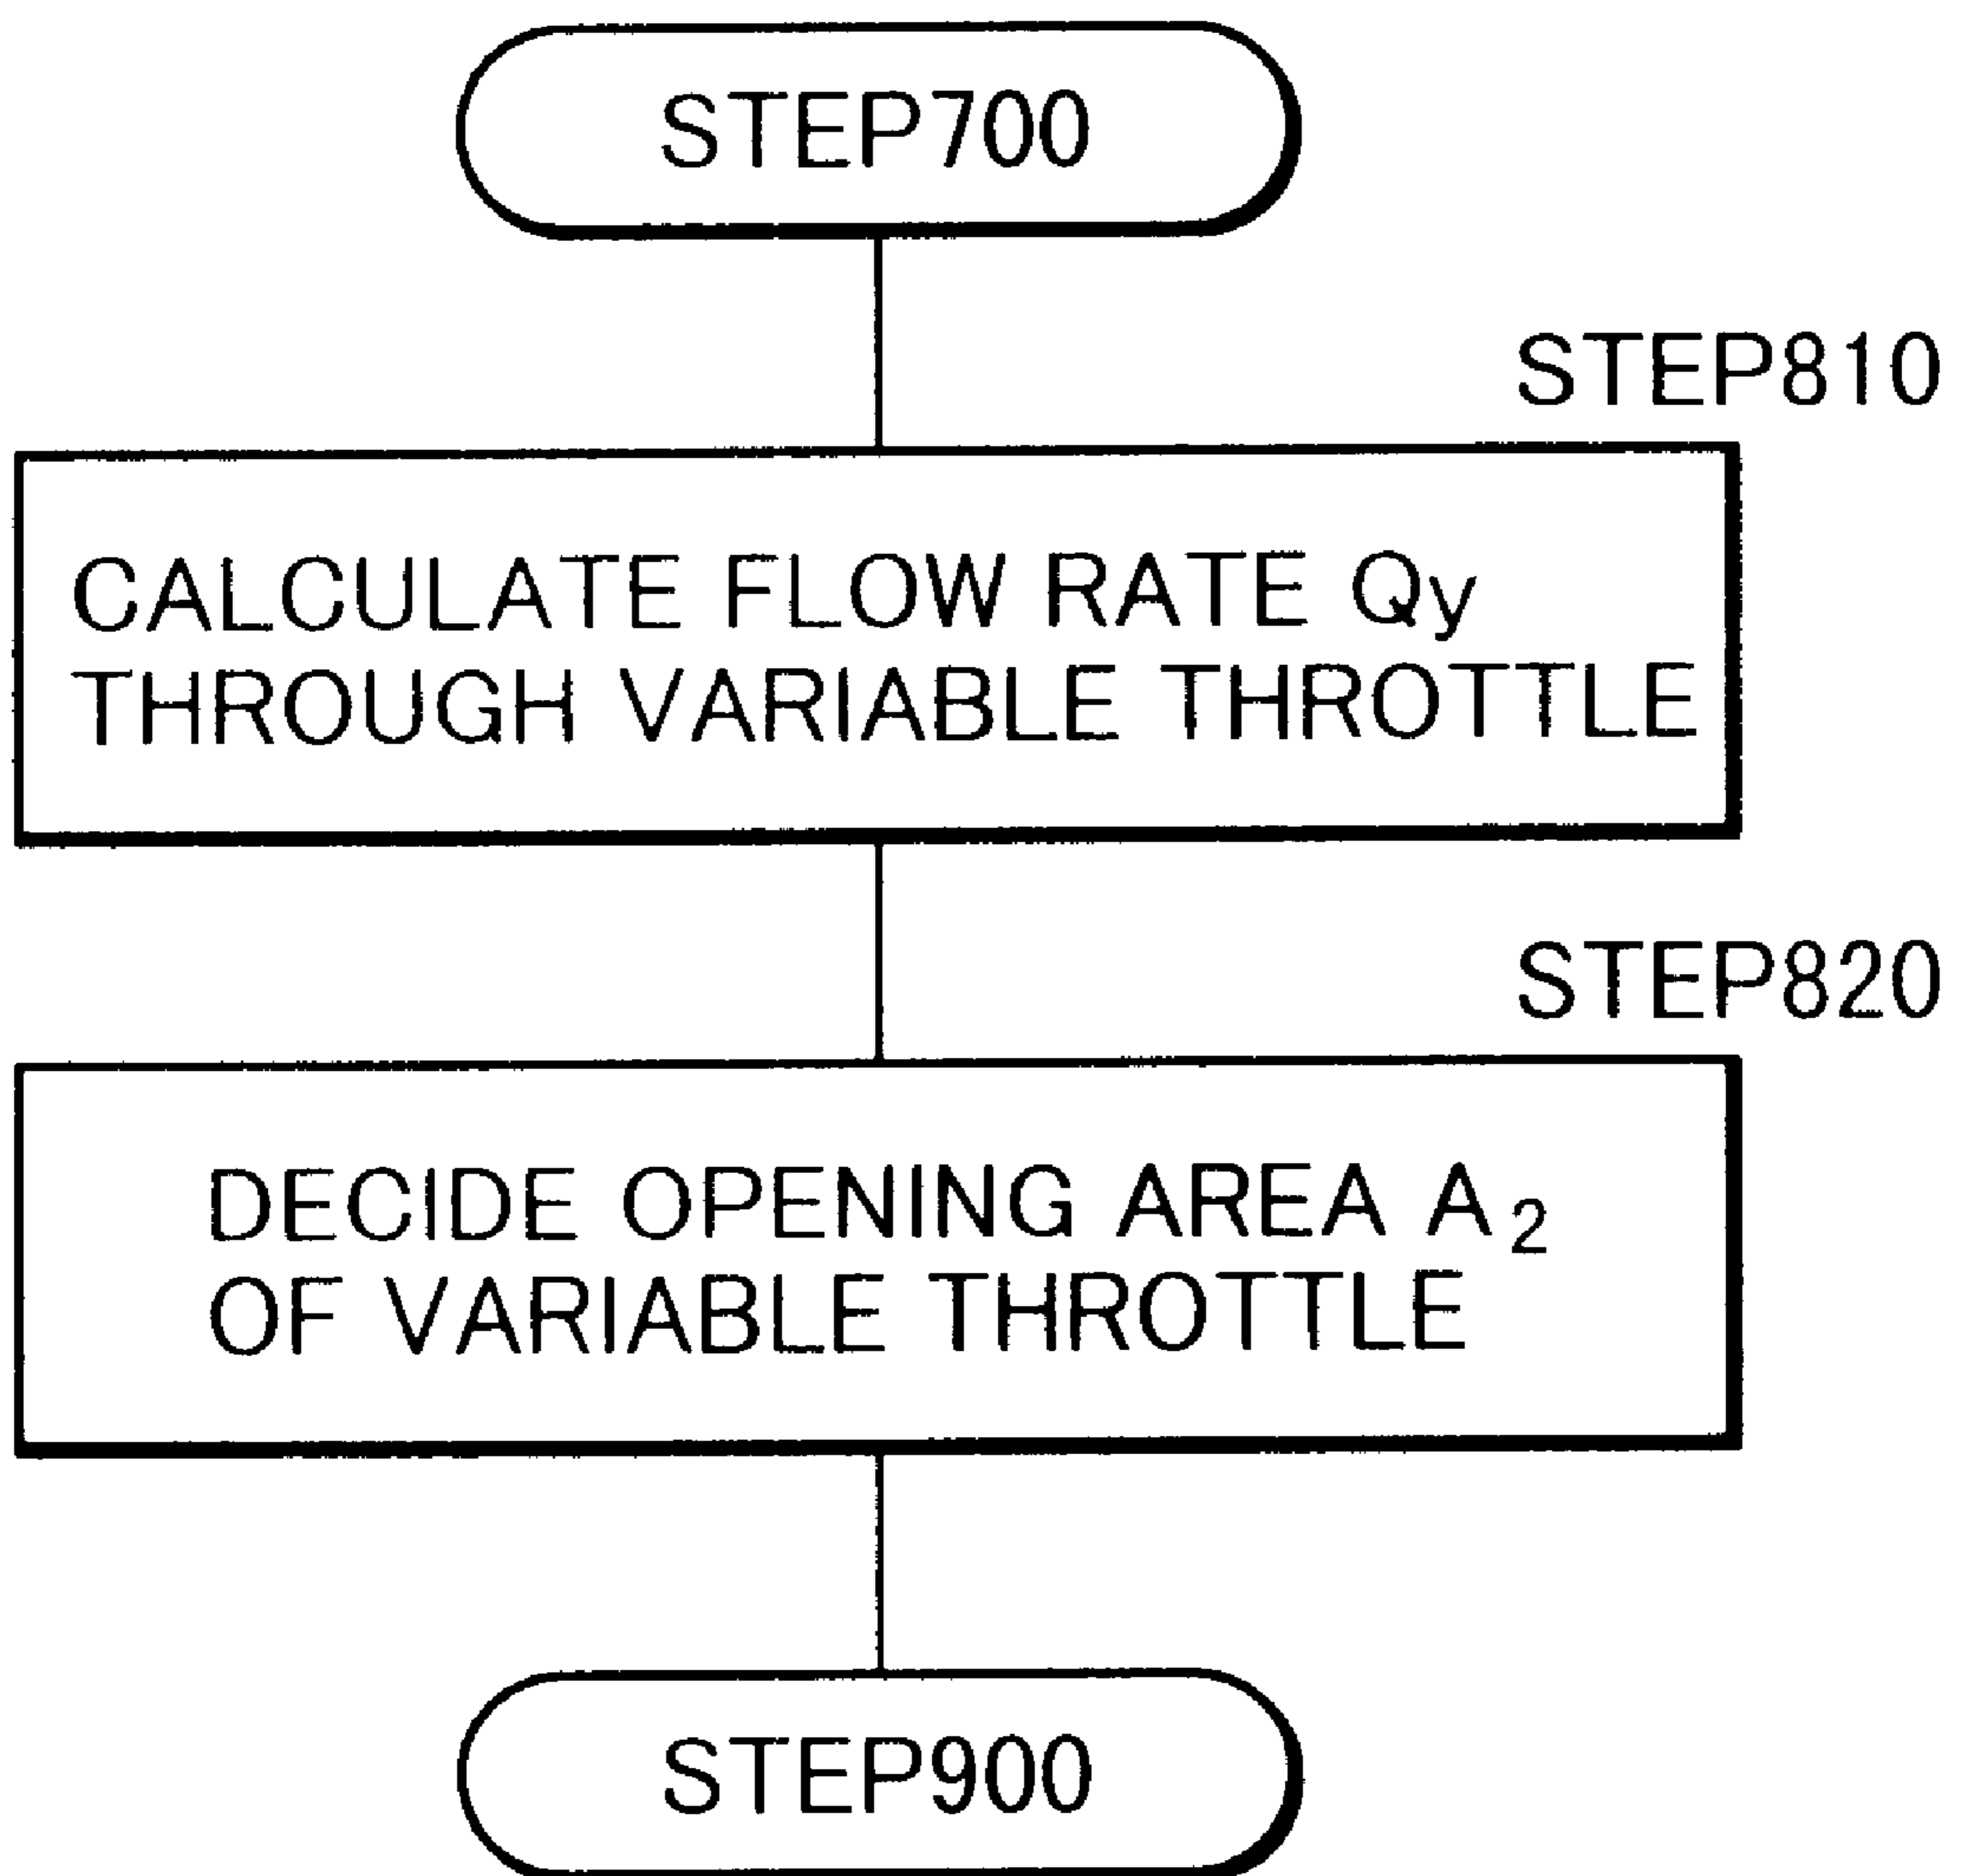 STEP700
STEP810
CALCULATE FLOW RATE Qy
THROUGH VARIABLE THROTTLE
STEP820
DECIDE OPENING AREA A₂
OF VARIABLE THROTTLE
STEP900